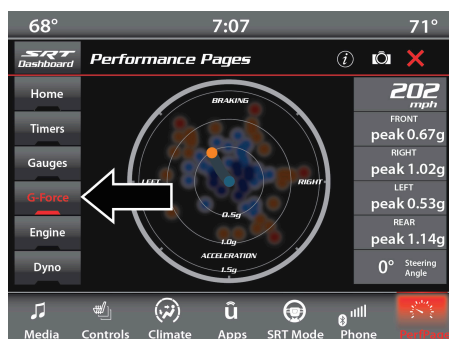 68° 7:07 71°
SRT
Dashboard
Performance Pages
i
Home
Timers
Gauges
G-Force
Engine
Dyno
BRAKING
LEFT
RIGHT
0.5g
1.0g
ACCELERATION
1.5g
202
mph
FRONT
peak 0.67g
RIGHT
peak 1.02g
LEFT
peak 0.53g
REAR
peak 1.14g
0° Steering
Angle
û
Media Controls Climate Apps SRT Mode Phone Perf Page